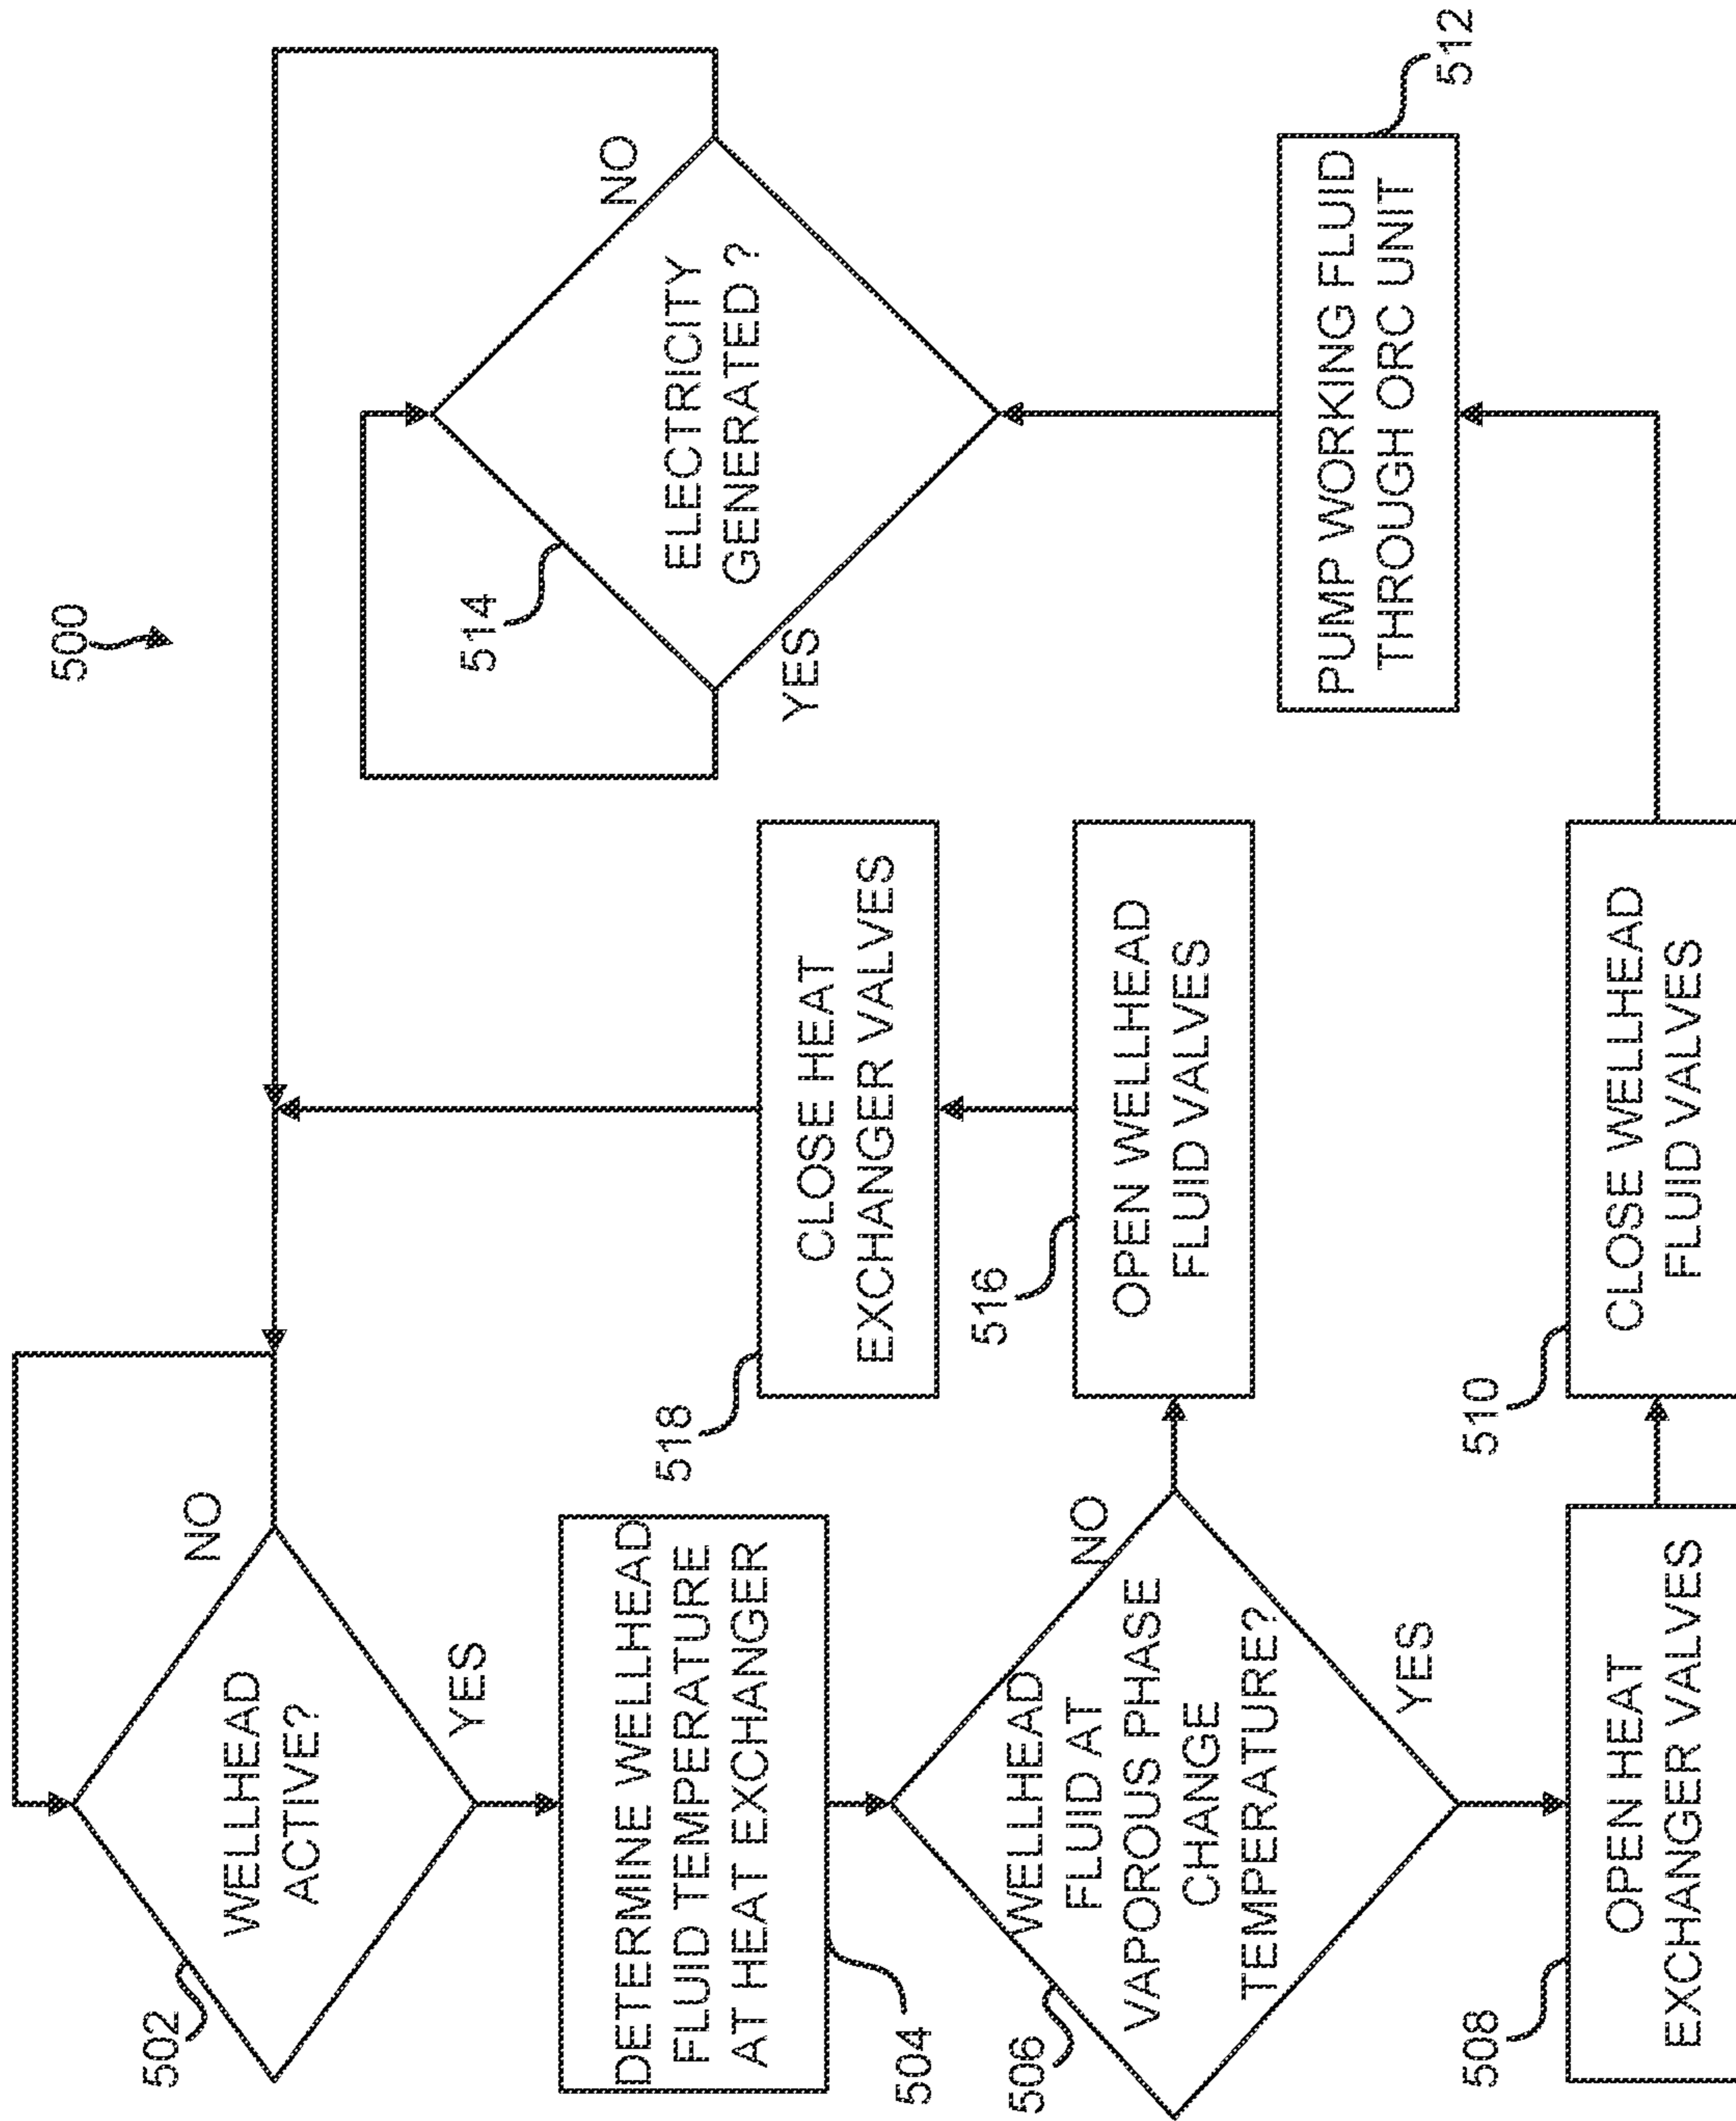 500
502
WELLHEAD
ACTIVE?
NO
YES
DETERMINE WELLHEAD
FLUID TEMPERATURE
AT HEAT EXCHANGER
504
506
WELLHEAD
FLUID AT
VAPOROUS PHASE
CHANGE
TEMPERATURE?
NO
YES
508
OPEN HEAT
EXCHANGER VALVES
510
CLOSE WELLHEAD
FLUID VALVES
516
OPEN WELLHEAD
FLUID VALVES
518
CLOSE HEAT
EXCHANGER VALVES
PUMP WORKING FLUID
THROUGH ORC UNIT
512
514
ELECTRICITY
GENERATED ?
YES
NO